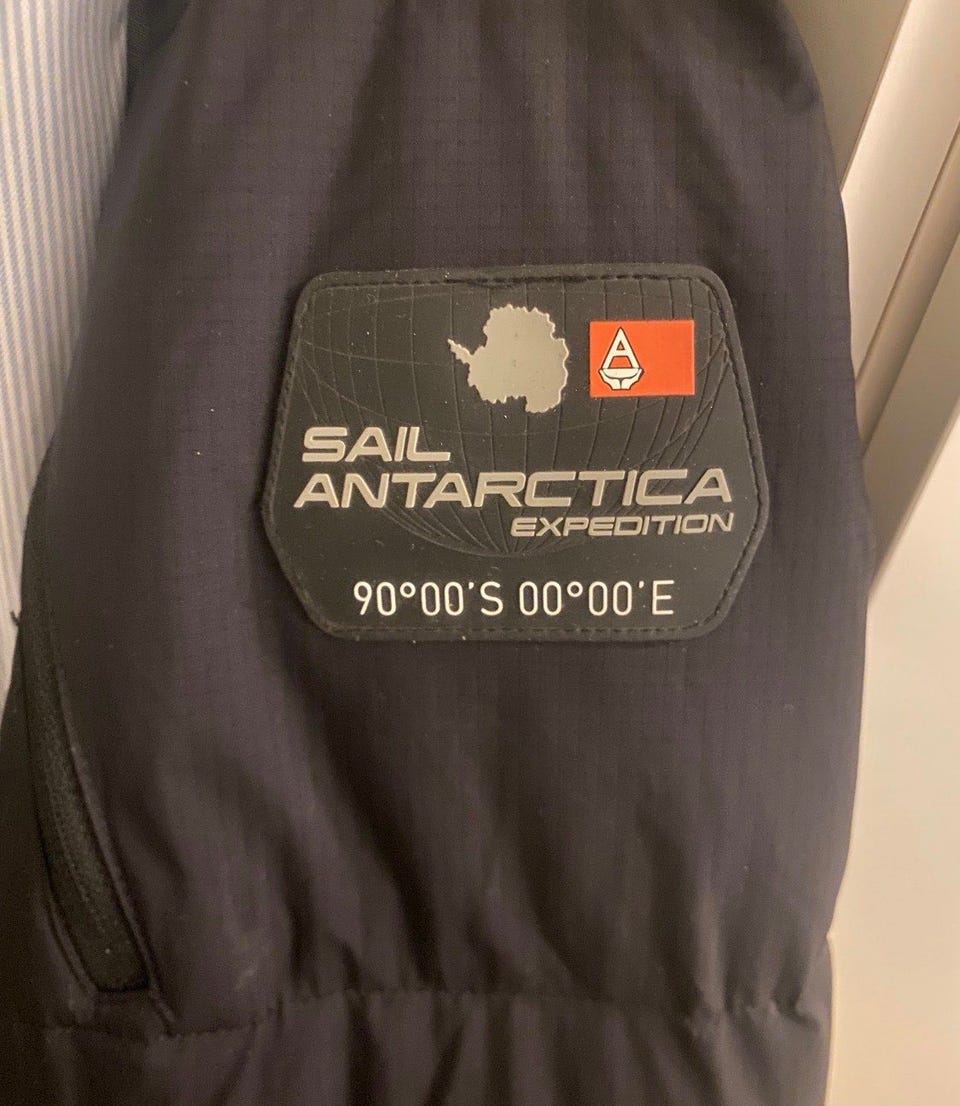 A
SAIL
ANTARCTICA
EXPEDITION
90°00'S 00°00'E